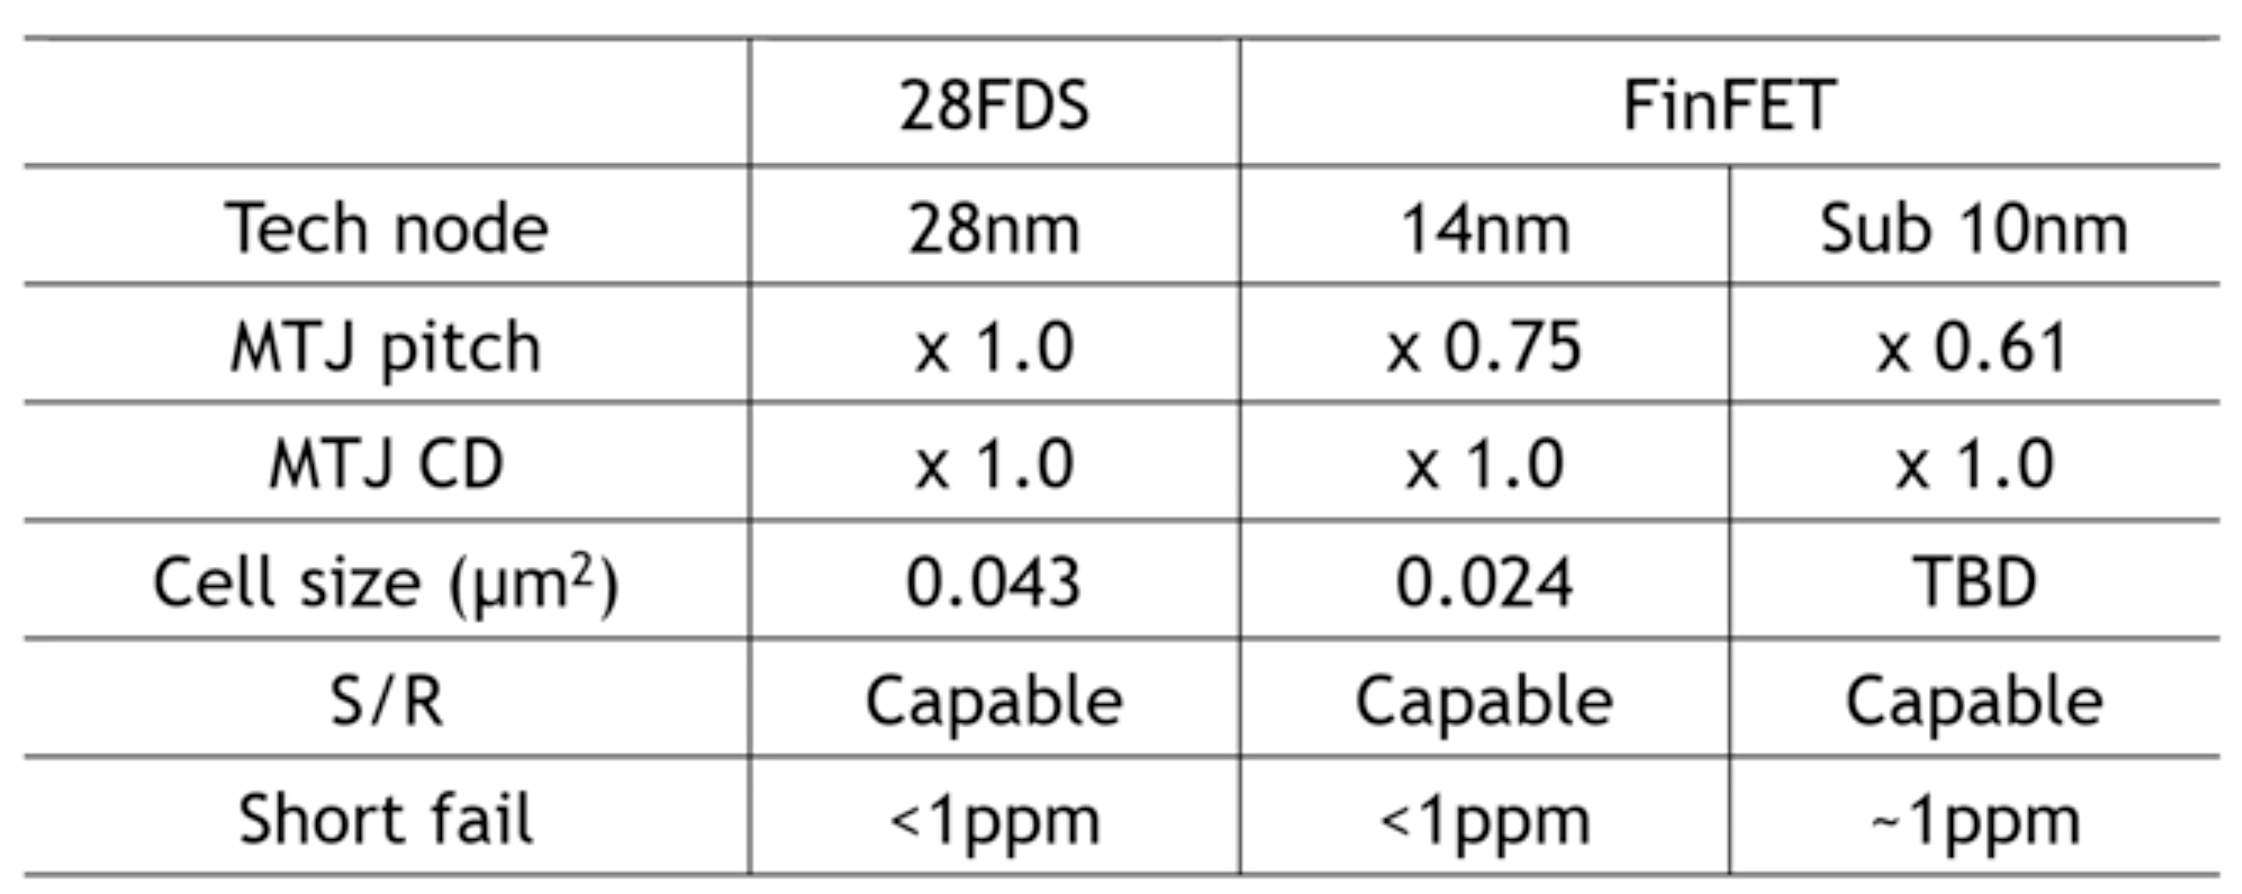 28FDS FinFET
Tech node 28nm 14nm Sub 10nm
MTJ pitch x 1.0 x 0.75 x 0.61
MTJ CD x 1.0 x 1.0 x 1.0
Cell size (µm²) 0.043 0.024 TBD
S/R Capable Capable Capable
Short fail <1ppm <1ppm ~1ppm